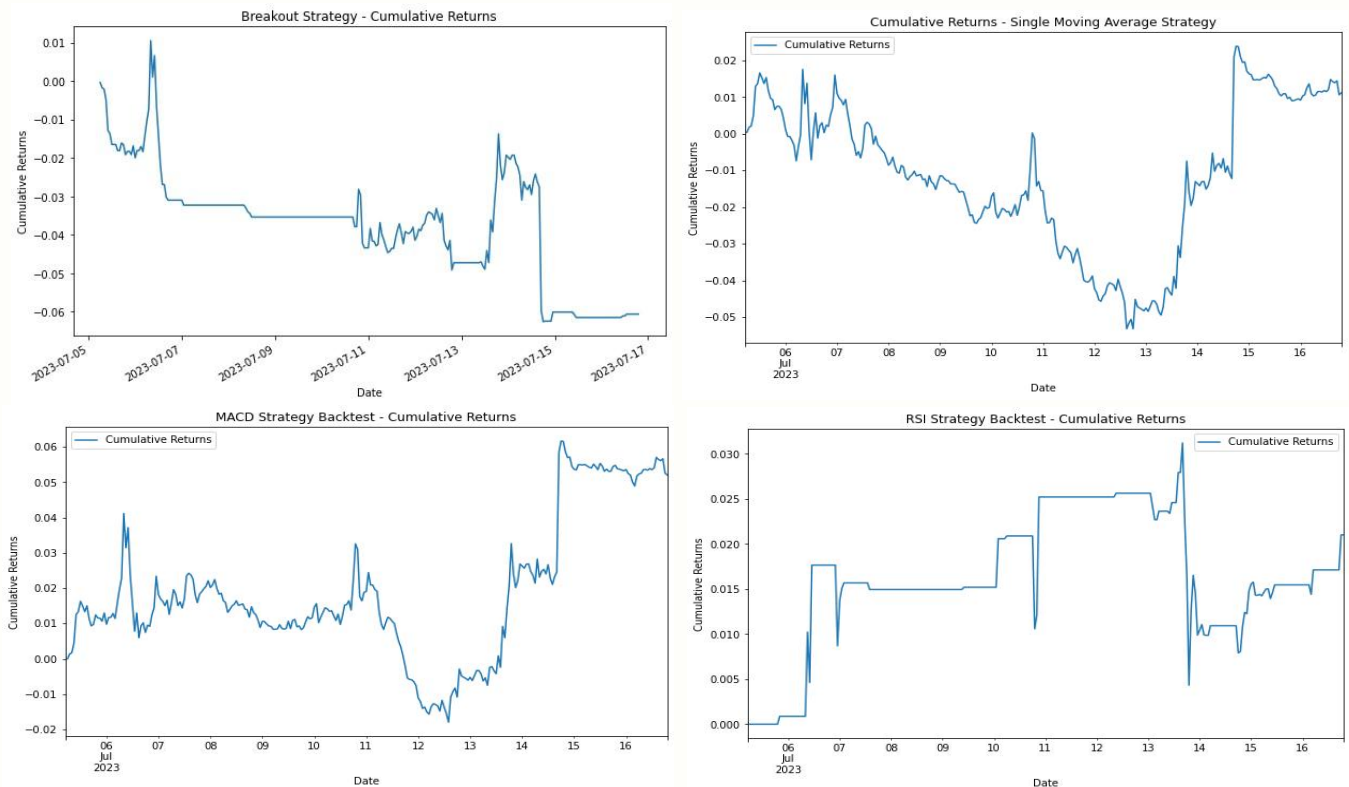 Breakout Strategy - Cumulative Returns
0.01
0.00
−0.01
−0.02
−0.03
−0.04
−0.05
−0.06
Cumulative Returns
2023-07-05
2023-07-07
2023-07-09
2023-07-11
2023-07-13
2023-07-15
2023-07-17
Date
Cumulative Returns - Single Moving Average Strategy
Cumulative Returns
0.02
0.01
0.00
−0.01
−0.02
−0.03
−0.04
−0.05
Cumulative Returns
06 07 08 09 10 11 12 13 14 15 16
Jul
2023
Date
MACD Strategy Backtest - Cumulative Returns
Cumulative Returns
0.06
0.05
0.04
0.03
0.02
0.01
0.00
−0.01
−0.02
Cumulative Returns
06 07 08 09 10 11 12 13 14 15 16
Jul
2023
Date
RSI Strategy Backtest - Cumulative Returns
Cumulative Returns
0.030
0.025
0.020
0.015
0.010
0.005
0.000
Cumulative Returns
06 07 08 09 10 11 12 13 14 15 16
Jul
2023
Date